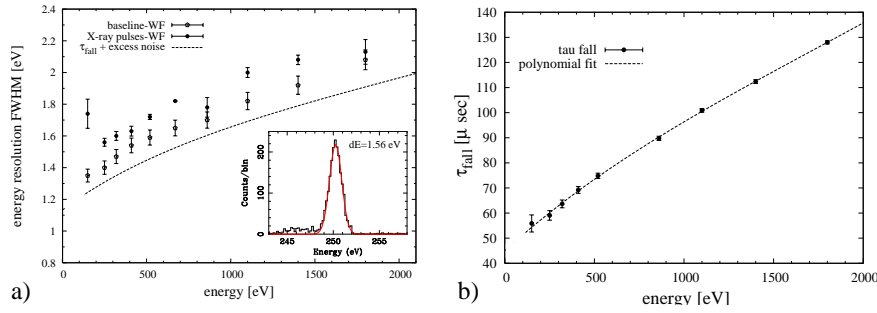 a)
energy resolution FWHM [eV]
2.4
2.2
2
1.8
1.6
1.4
1.2
1
0.8
baseline-WF
X-ray pulses-WF
τfall + excess noise
dE=1.56 eV
Counts/bin
0 100 200
245 250 255
Energy (eV)
0 500 1000 1500 2000
energy [eV]
b)
τfall [μ sec]
140
130
120
110
100
90
80
70
60
50
40
tau fall
polynomial fit
0 500 1000 1500 2000
energy [eV]